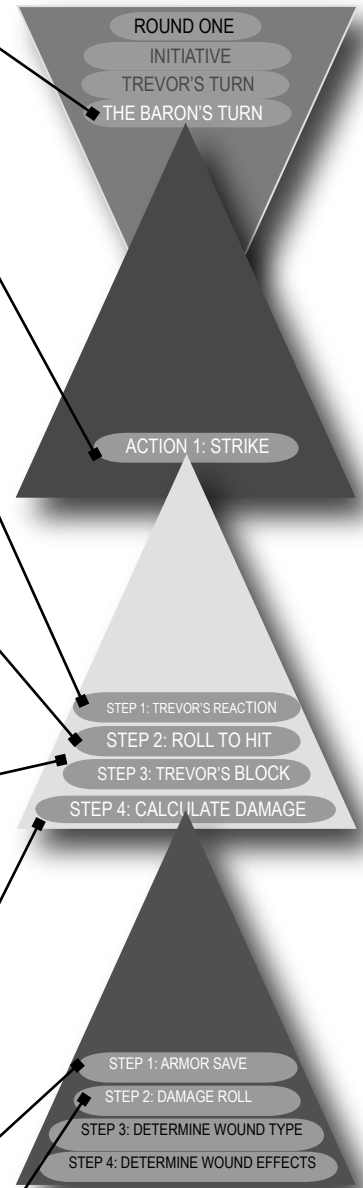 ROUND ONE
INITIATIVE
TREVOR'S TURN
THE BARON'S TURN
ACTION 1: STRIKE
STEP 1: TREVOR'S REACTION
STEP 2: ROLL TO HIT
STEP 3: TREVOR'S BLOCK
STEP 4: CALCULATE DAMAGE
STEP 1: ARMOR SAVE
STEP 2: DAMAGE ROLL
STEP 3: DETERMINE WOUND TYPE
STEP 4: DETERMINE WOUND EFFECTS